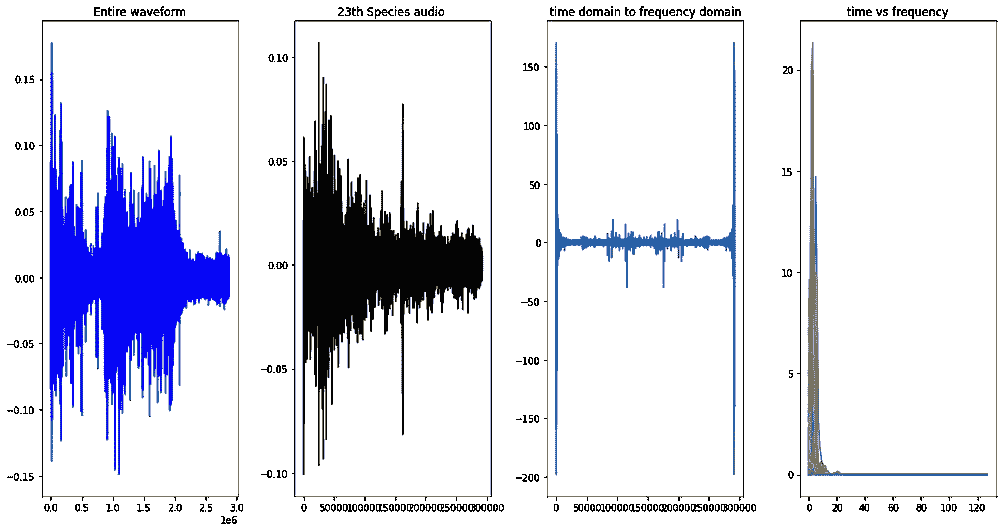 Entire waveform
23th Species audio
time domain to frequency domain
time vs frequency
0.15
0.10
0.05
0.00
−0.05
−0.10
−0.15
0.0 0.5 1.0 1.5 2.0 2.5 3.0
1e6
0.10
0.05
0.00
−0.05
−0.10
0 50000 100000 150000 200000 250000 300000
150
100
50
0
−50
−100
−150
−200
0 50000 100000 150000 200000 250000 300000
20
15
10
5
0
0 20 40 60 80 100 120